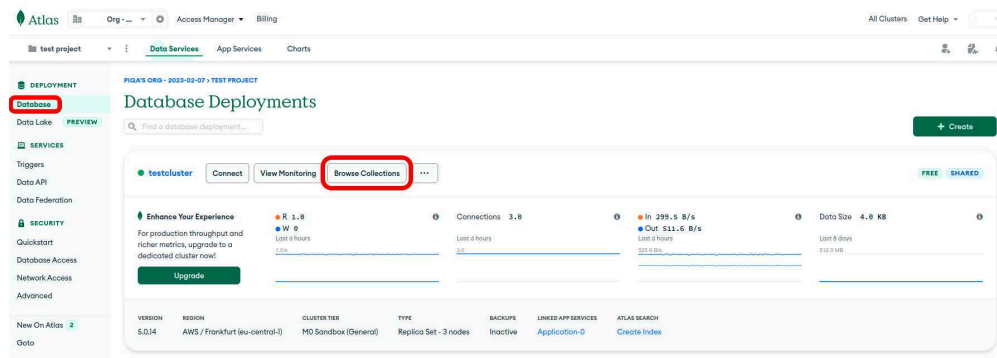 Atlas
Org - ...
Access Manager
Billing
All Clusters
Get Help
test project
Data Services
App Services
Charts
DEPLOYMENT
Database
Data Lake PREVIEW
SERVICES
Triggers
Data API
Data Federation
SECURITY
Quickstart
Database Access
Network Access
Advanced
New On Atlas 2
Goto
PIQA'S ORG - 2023-02-07 > TEST PROJECT
Database Deployments
Find a database deployment...
+ Create
testcluster
Connect
View Monitoring
Browse Collections
...
FREE
SHARED
Enhance Your Experience
For production throughput and
richer metrics, upgrade to a
dedicated cluster now!
Upgrade
R 1.0
W 0
Last 6 hours
1.0/s
Connections 3.0
Last 6 hours
3.0
In 299.5 B/s
Out 511.6 B/s
Last 6 hours
Data Size 4.0 KB
Last 8 days
512.0 MB
VERSION
5.0.14
REGION
AWS / Frankfurt (eu-central-1)
CLUSTER TIER
M0 Sandbox (General)
TYPE
Replica Set - 3 nodes
BACKUPS
Inactive
LINKED APP SERVICES
Application-0
ATLAS SEARCH
Create Index